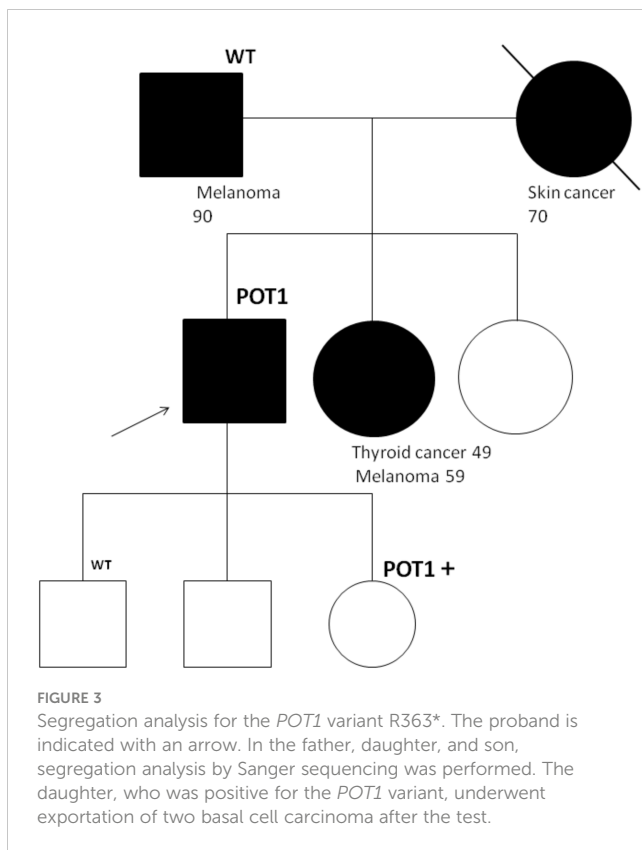 WT
Melanoma
90
Skin cancer
70
POT1
Thyroid cancer 49
Melanoma 59
WT
POT1 +
FIGURE 3
Segregation analysis for the POT1 variant R363*. The proband is
indicated with an arrow. In the father, daughter, and son,
segregation analysis by Sanger sequencing was performed. The
daughter, who was positive for the POT1 variant, underwent
exportation of two basal cell carcinoma after the test.